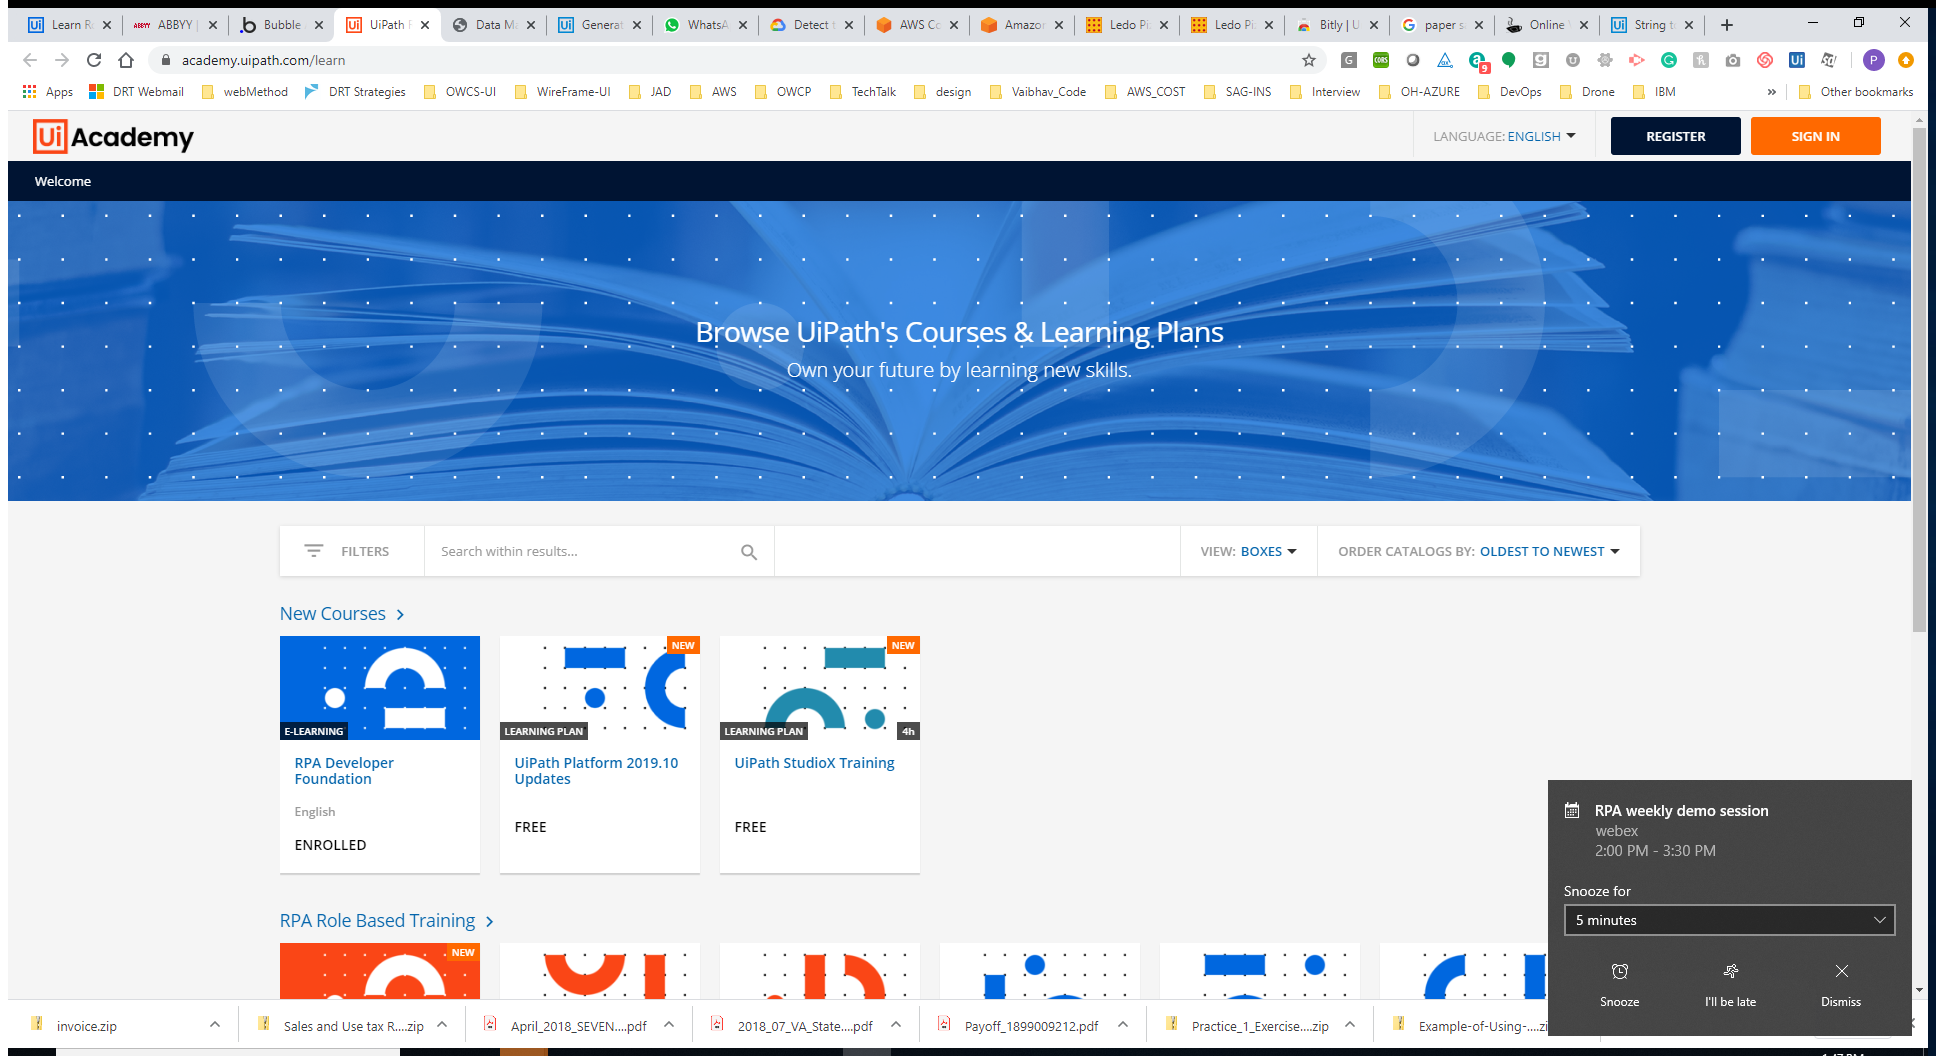 Learn R
ABBYY |
Bubble
UiPath
Data M
Generat
WhatsA
Detect t
AWS Co
Amazor
Ledo Pi
Ledo Pi
Bitly | U
paper s
Online
String t
academy.uipath.com/learn
Apps
DRT Webmail
webMethod
DRT Strategies
OWCS-UI
WireFrame-UI
JAD
AWS
OWCP
TechTalk
design
Vaibhav_Code
AWS_COST
SAG-INS
Interview
OH-AZURE
DevOps
Drone
IBM
»
Other bookmarks
Ui Academy
LANGUAGE: ENGLISH
REGISTER
SIGN IN
Welcome
Browse UiPath's Courses & Learning Plans
Own your future by learning new skills.
FILTERS
Search within results...
VIEW: BOXES
ORDER CATALOGS BY: OLDEST TO NEWEST
New Courses
E-LEARNING
RPA Developer
Foundation
English
ENROLLED
NEW
LEARNING PLAN
UiPath Platform 2019.10
Updates
FREE
NEW
LEARNING PLAN
4h
UiPath StudioX Training
FREE
RPA Role Based Training
NEW
RPA weekly demo session
webex
2:00 PM - 3:30 PM
Snooze for
5 minutes
Snooze
I'll be late
Dismiss
invoice.zip
Sales and Use tax R....zip
April_2018_SEVEN....pdf
2018_07_VA_State....pdf
Payoff_1899009212.pdf
Practice_1_Exercise....zip
Example-of-Using-....zi